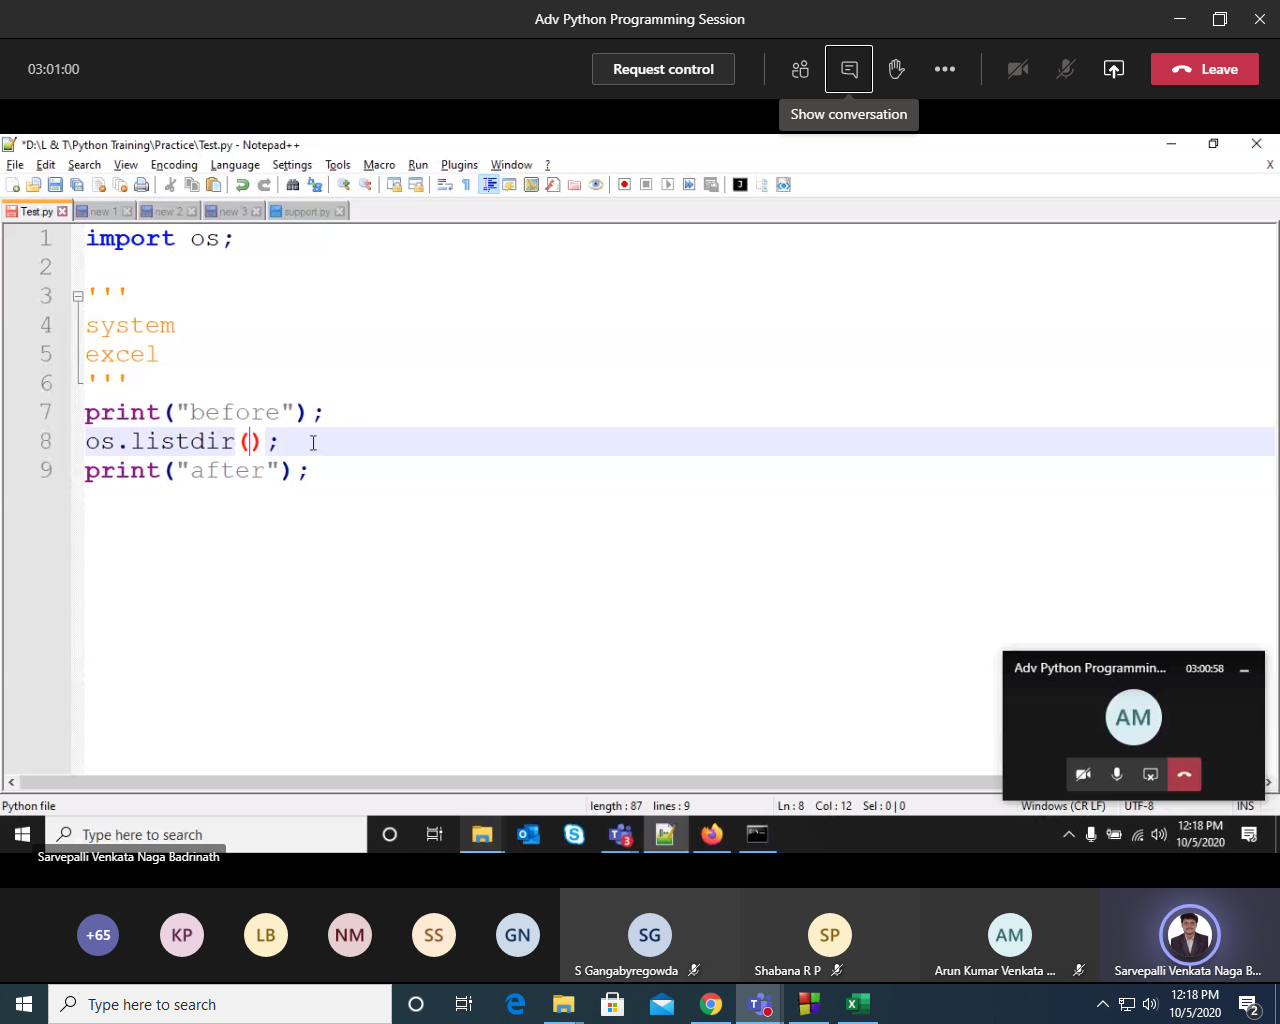 Adv Python Programming Session
03:01:00
Request control
Leave
Show conversation
*D:\L & T\Python Training\Practice\Test.py - Notepad++
File Edit Search View Encoding Language Settings Tools Macro Run Plugins Window ?
X
Test.py new 1 new 2 new 3 support.py
1 import os;
2
3 '''
4 system
5 excel
6 '''
7 print("before");
8 os.listdir();
9 print("after");
Adv Python Programmin... 03:00:58
AM
Python file length : 87 lines : 9 Ln : 8 Col : 12 Sel : 0 | 0 Windows (CR LF) UTF-8 INS
Type here to search
3
12:18 PM
10/5/2020
Sarvepalli Venkata Naga Badrinath
+65 KP LB NM SS GN SG SP AM
S Gangabyregowda Shabana R P Arun Kumar Venkata ... Sarvepalli Venkata Naga B...
Type here to search
12:18 PM
10/5/2020
2